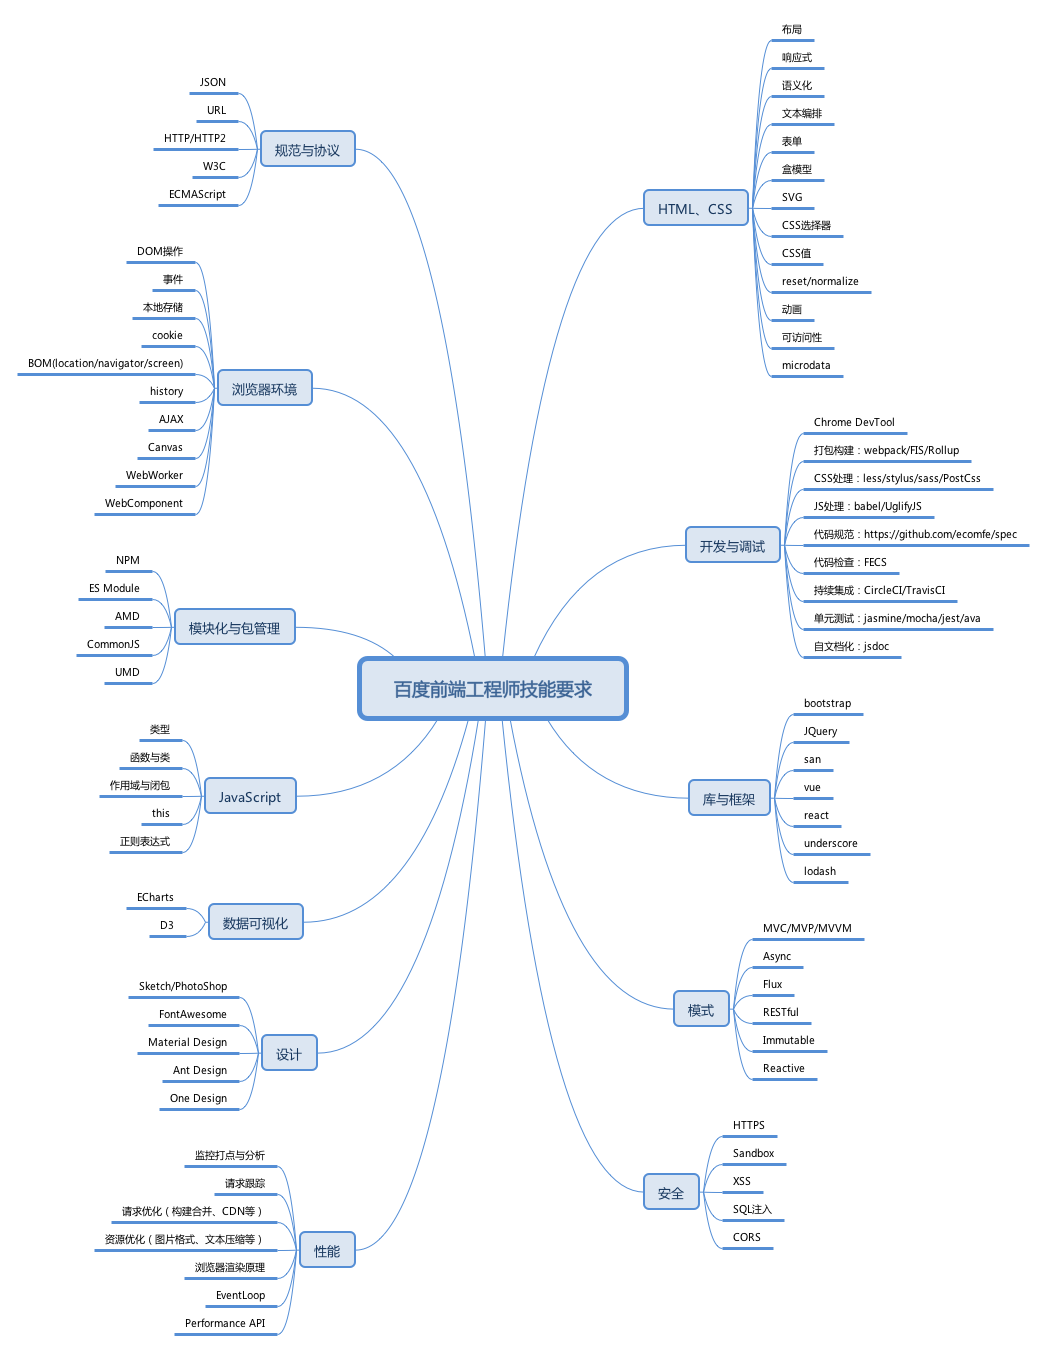 百度前端工程师技能要求
HTML、CSS
布局
响应式
语义化
文本编排
表单
盒模型
SVG
CSS选择器
CSS值
reset/normalize
动画
可访问性
microdata
开发与调试
Chrome DevTool
打包构建：webpack/FIS/Rollup
CSS处理：less/stylus/sass/PostCss
JS处理：babel/UglifyJS
代码规范：https://github.com/ecomfe/spec
代码检查：FECS
持续集成：CircleCI/TravisCI
单元测试：jasmine/mocha/jest/ava
自文档化：jsdoc
库与框架
bootstrap
JQuery
san
vue
react
underscore
lodash
模式
MVC/MVP/MVVM
Async
Flux
RESTful
Immutable
Reactive
安全
HTTPS
Sandbox
XSS
SQL注入
CORS
规范与协议
JSON
URL
HTTP/HTTP2
W3C
ECMAScript
浏览器环境
DOM操作
事件
本地存储
cookie
BOM(location/navigator/screen)
history
AJAX
Canvas
WebWorker
WebComponent
模块化与包管理
NPM
ES Module
AMD
CommonJS
UMD
JavaScript
类型
函数与类
作用域与闭包
this
正则表达式
数据可视化
ECharts
D3
设计
Sketch/PhotoShop
FontAwesome
Material Design
Ant Design
One Design
性能
监控打点与分析
请求跟踪
请求优化（构建合并、CDN等）
资源优化（图片格式、文本压缩等）
浏览器渲染原理
EventLoop
Performance API